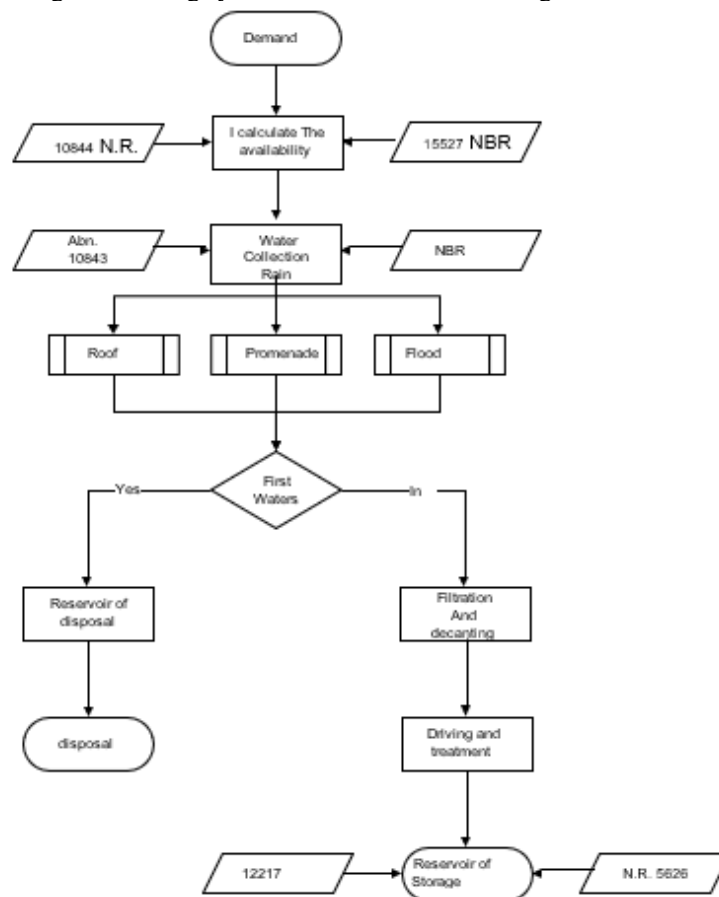 Demand
I calculate The
availability
10844 N.R.
15527 NBR
Abn.
10843
Water
Collection
Rain
NBR
Roof
Promenade
Flood
First
Waters
Yes
In
Reservoir of
disposal
Filtration
And
decanting
disposal
Driving and
treatment
12217
Reservoir of
Storage
N.R. 5626